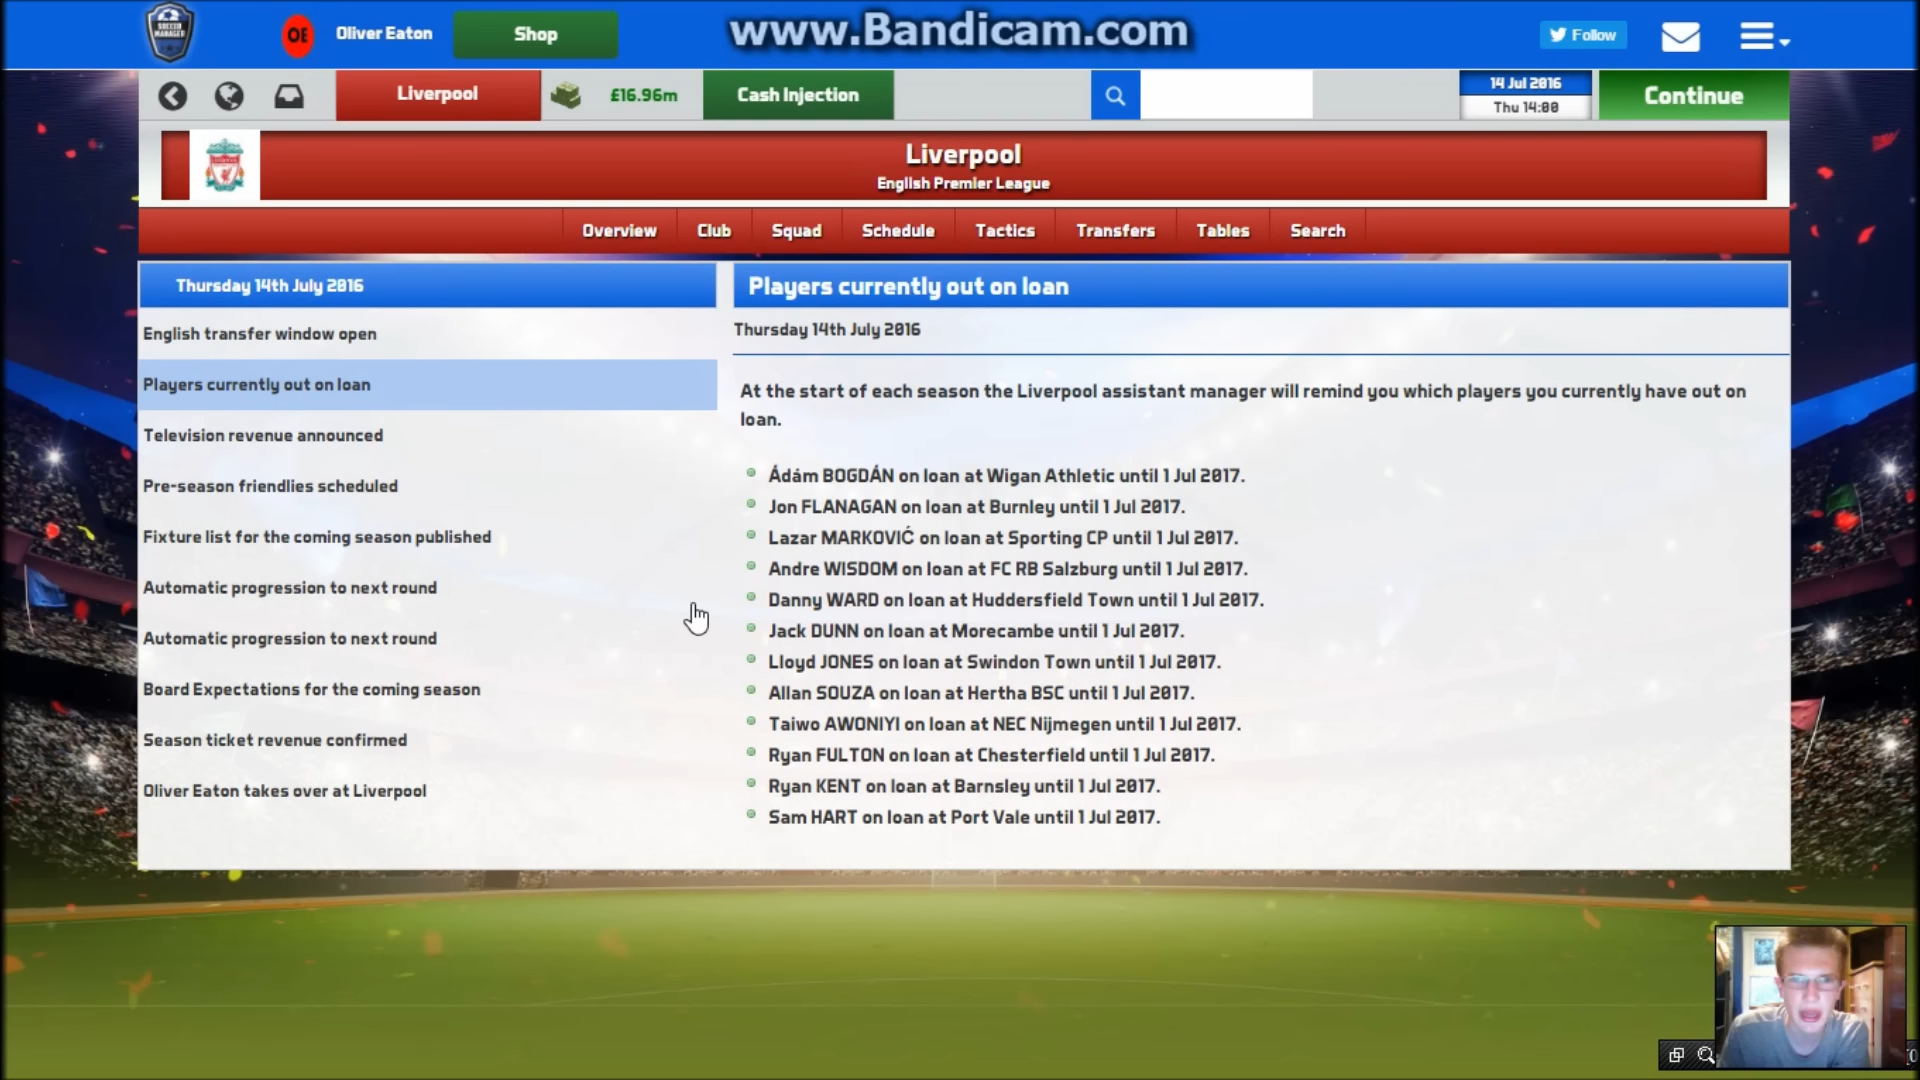 OE
Oliver Eaton
Shop
www.Bandicam.com
Follow
Liverpool
£16.96m
Cash Injection
14 Jul 2016
Thu 14:00
Continue
Liverpool
English Premier League
Overview
Club
Squad
Schedule
Tactics
Transfers
Tables
Search
Thursday 14th July 2016
English transfer window open
Players currently out on loan
Television revenue announced
Pre-season friendlies scheduled
Fixture list for the coming season published
Automatic progression to next round
Automatic progression to next round
Board Expectations for the coming season
Season ticket revenue confirmed
Oliver Eaton takes over at Liverpool
Players currently out on loan
Thursday 14th July 2016
At the start of each season the Liverpool assistant manager will remind you which players you currently have out on
loan.
Ádám BOGDÁN on loan at Wigan Athletic until 1 Jul 2017.
Jon FLANAGAN on loan at Burnley until 1 Jul 2017.
Lazar MARKOVIĆ on loan at Sporting CP until 1 Jul 2017.
Andre WISDOM on loan at FC RB Salzburg until 1 Jul 2017.
Danny WARD on loan at Huddersfield Town until 1 Jul 2017.
Jack DUNN on loan at Morecambe until 1 Jul 2017.
Lloyd JONES on loan at Swindon Town until 1 Jul 2017.
Allan SOUZA on loan at Hertha BSC until 1 Jul 2017.
Taiwo AWONIYI on loan at NEC Nijmegen until 1 Jul 2017.
Ryan FULTON on loan at Chesterfield until 1 Jul 2017.
Ryan KENT on loan at Barnsley until 1 Jul 2017.
Sam HART on loan at Port Vale until 1 Jul 2017.